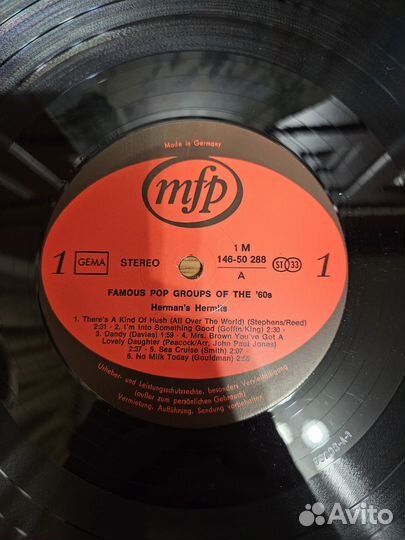 Made in Germany
mfp
1 GEMA STEREO 1 M
146-50 288
A ST 33 1
FAMOUS POP GROUPS OF THE '60s
Herman's Hermits
1. There's A Kind Of Hush (All Over The World) (Stephens/Reed)
2:31 - 2. I'm Into Something Good (Goffin/King) 2:30 -
3. Dandy (Davies) 1:59 - 4. Mrs. Brown You've Got A
Lovely Daughter (Peacock/Arr. John Paul Jones)
2:37 - 5. Sea Cruise (Smith) 2:07 -
6. No Milk Today (Gouldman) 2:55
Urheber- und Leistungsschutzrechte, besonders Vervielfältigung
(außer zum persönlichen Gebrauch)
Vermietung, Aufführung, Sendung vorbehalten
Avito